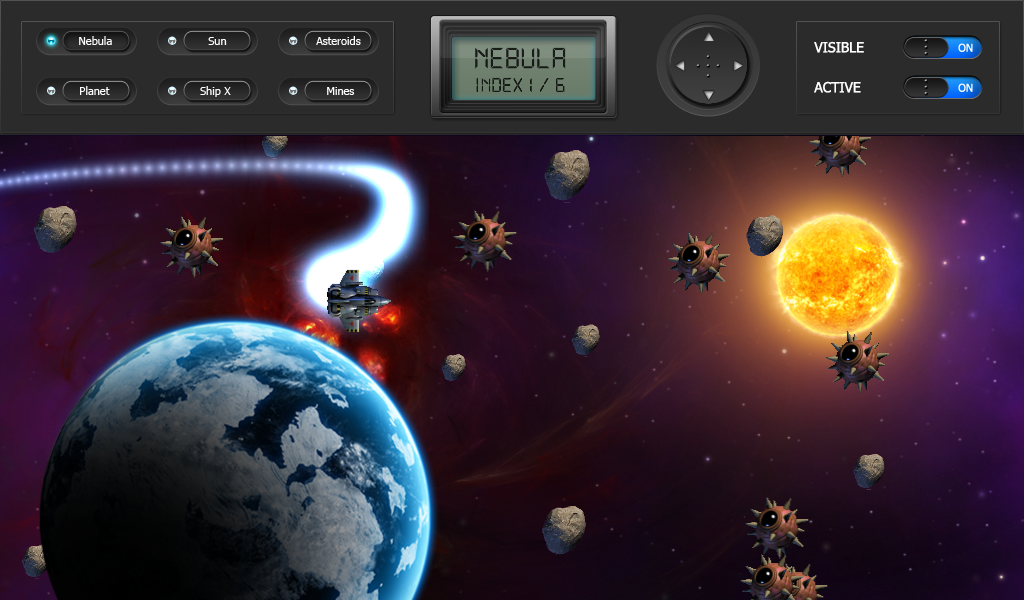 Nebula
Sun
Asteroids
Planet
Ship X
Mines
NEBULA
INDEX 1 / 6
VISIBLE
ON
ACTIVE
ON